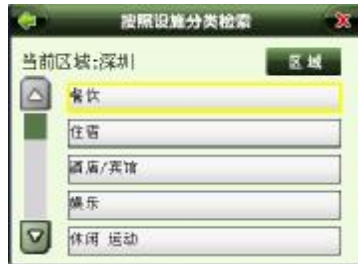 按照设施分类检索
当前区域:深圳
区域
餐饮
住宿
酒店/宾馆
娱乐
休闲 运动